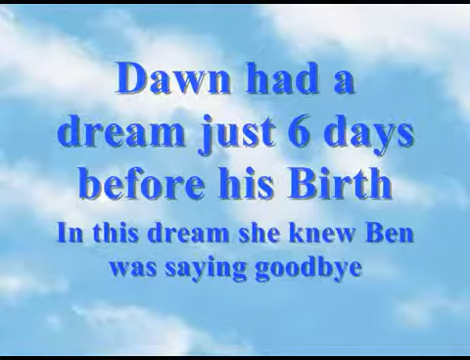 Dawn had a
dream just 6 days
before his Birth
In this dream she knew Ben
was saying goodbye